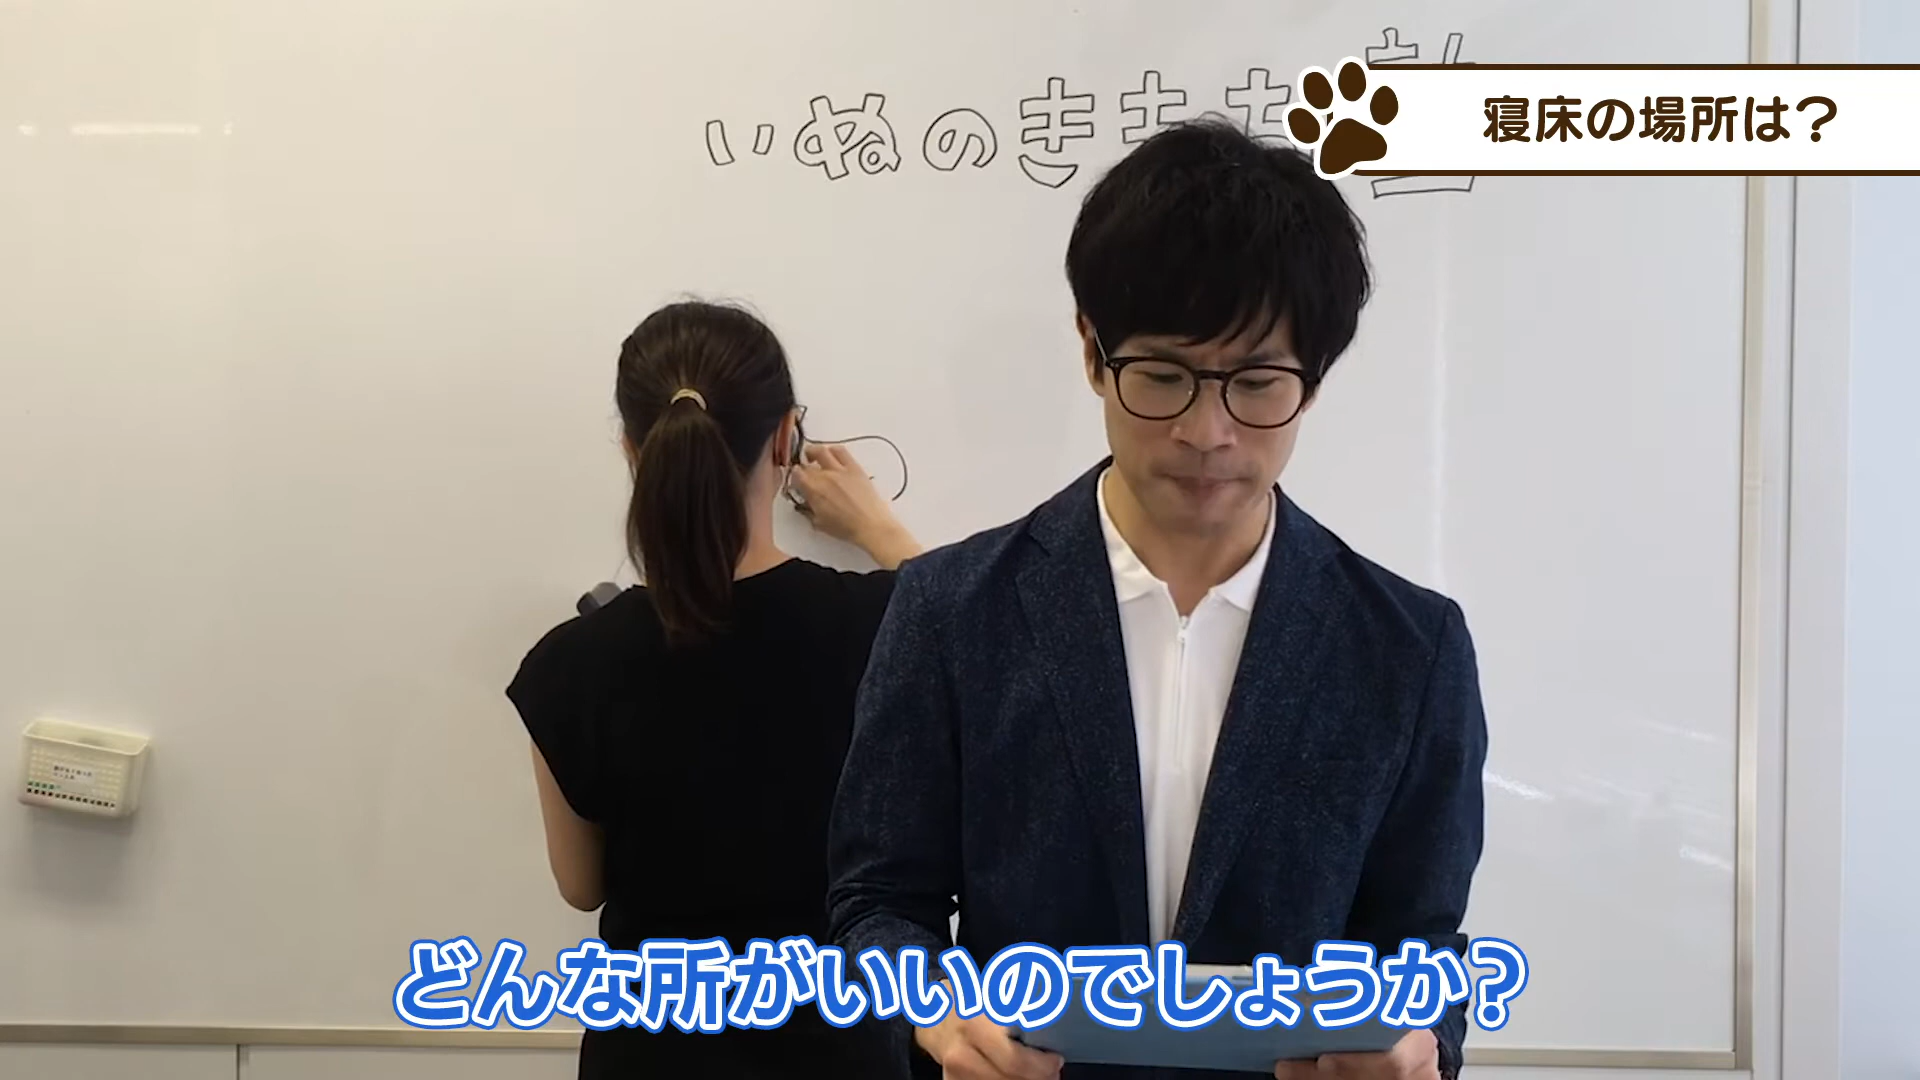 いぬのきもち塾
寝床の場所は？
どんな所がいいのでしょうか？